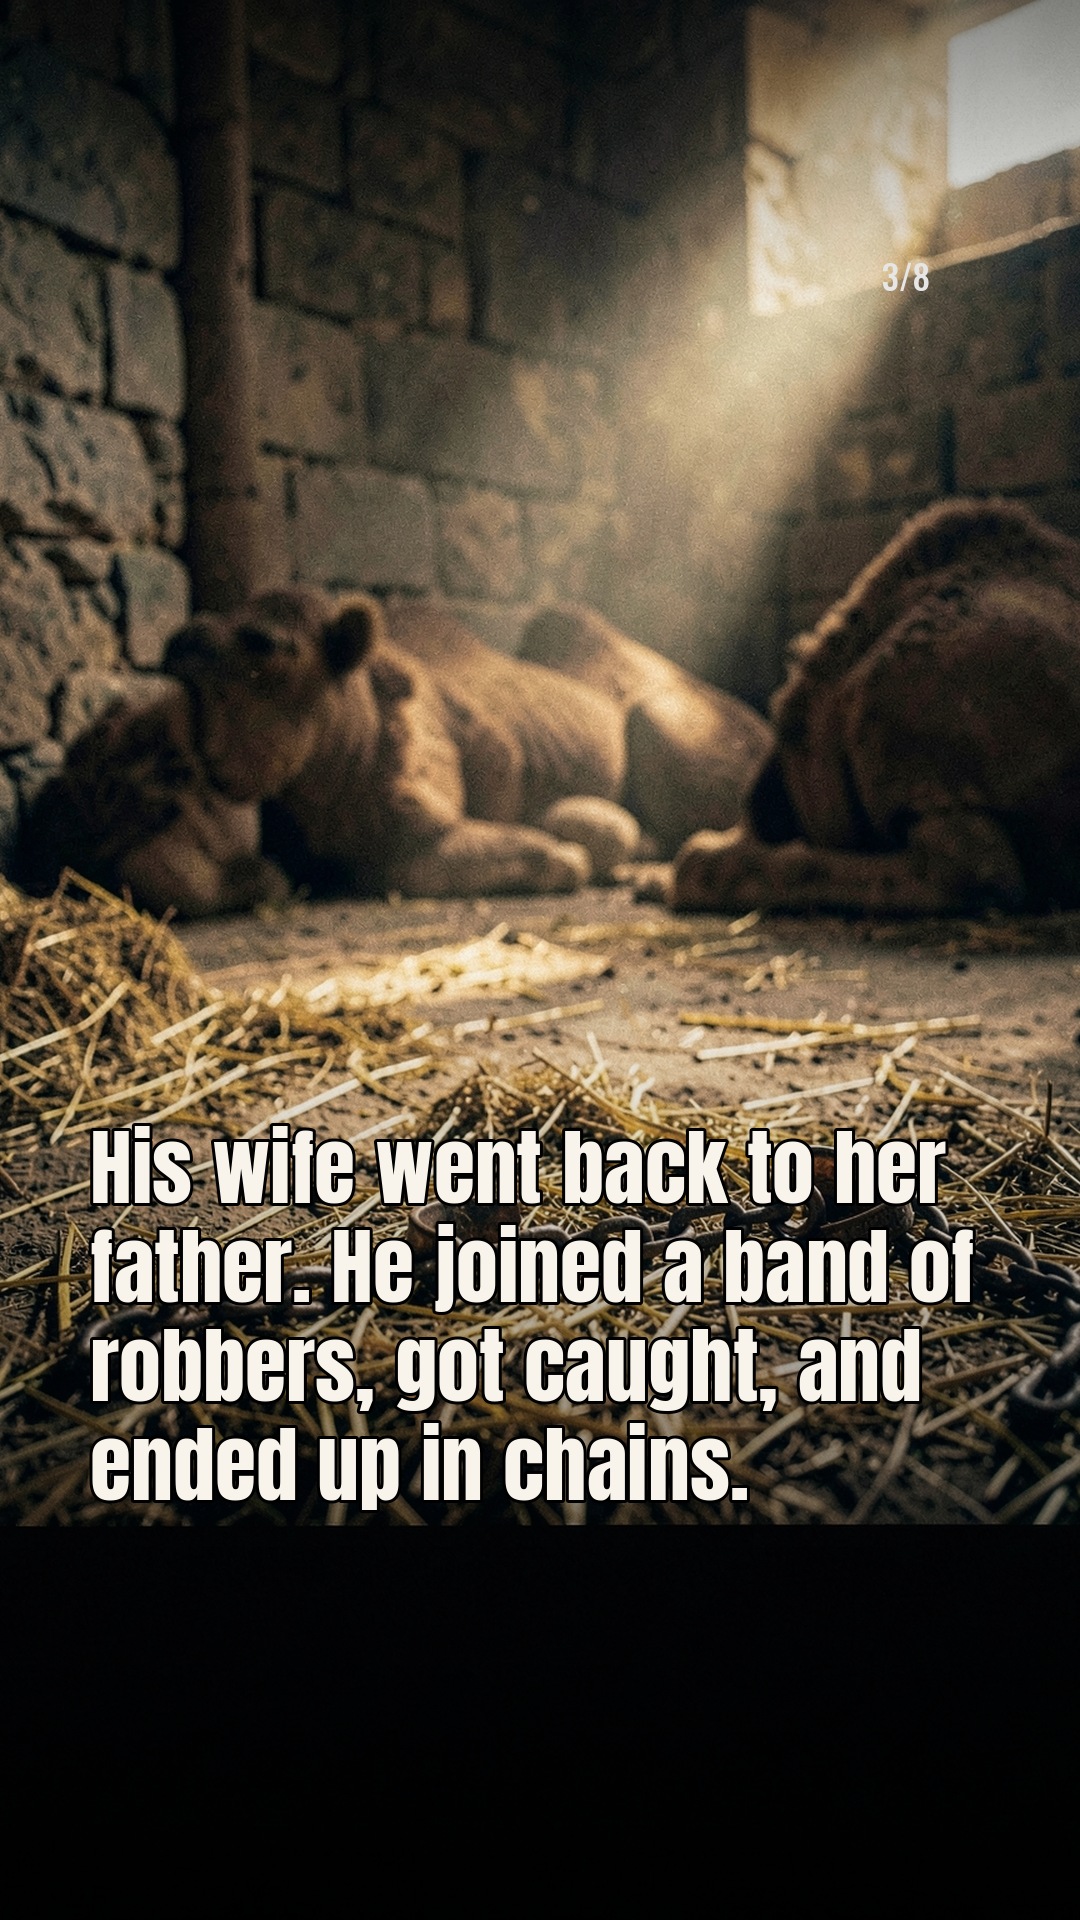 3/8
His wife went back to her
father. He joined a band of
robbers, got caught, and
ended up in chains.